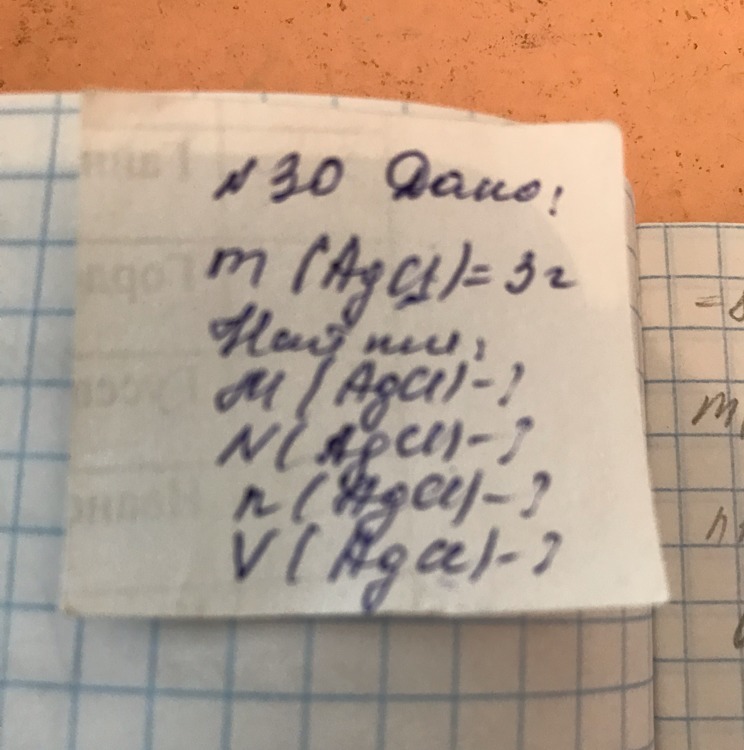 №30 Дано:
m (AgCl) = 3г
Найти:
M (AgCl) - ?
N (AgCl) - ?
n (AgCl) - ?
V (AgCl) - ?